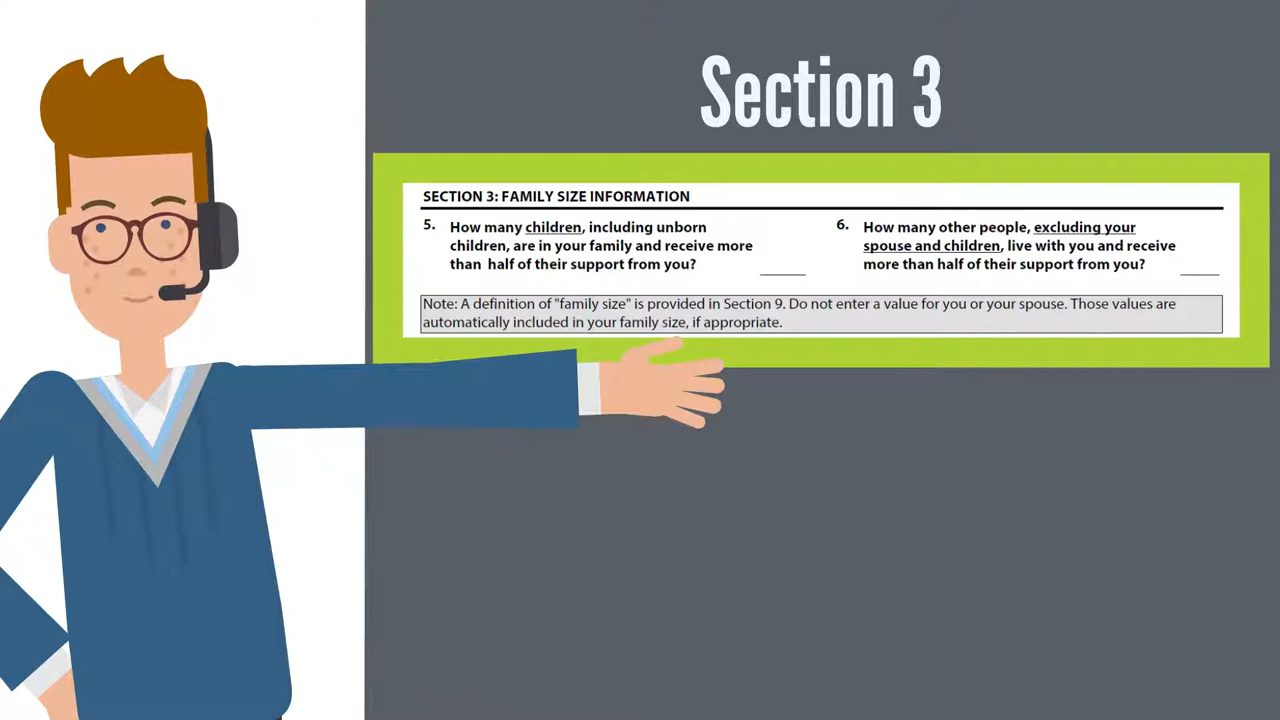 Section 3
SECTION 3: FAMILY SIZE INFORMATION
5. How many children, including unborn
children, are in your family and receive more
than half of their support from you?
6. How many other people, excluding your
spouse and children, live with you and receive
more than half of their support from you?
Note: A definition of "family size" is provided in Section 9. Do not enter a value for you or your spouse. Those values are
automatically included in your family size, if appropriate.